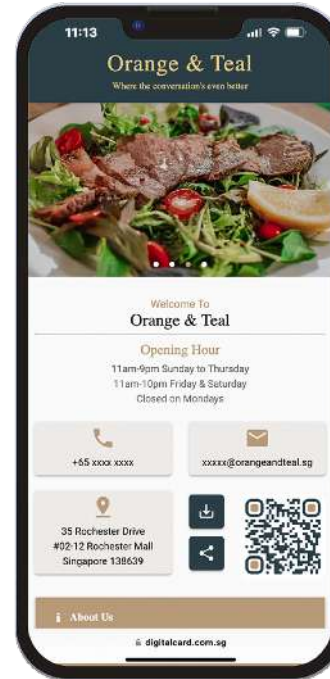 11:13
Orange & Teal
Where the conversation's even better
Welcome To
Orange & Teal
Opening Hour
11am-9pm Sunday to Thursday
11am-10pm Friday & Saturday
Closed on Mondays
+65 xxxx xxxx
xxxxx@orangeandteal.sg
35 Rochester Drive
#02-12 Rochester Mall
Singapore 138639
About Us
digitalcard.com.sg